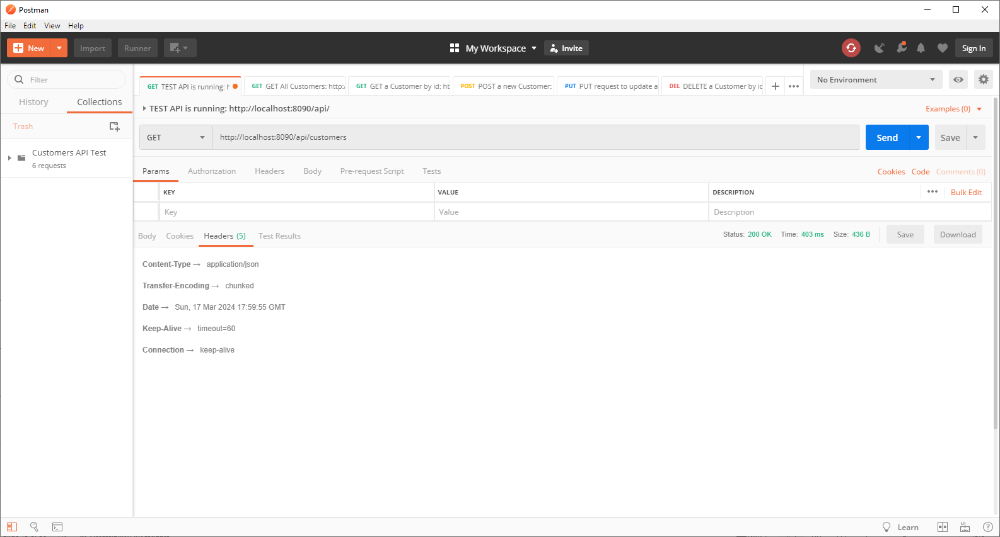 Postman
File Edit View Help
New Import Runner My Workspace Invite Sign In
Filter
History Collections
Trash
Customers API Test
6 requests
GET TEST API is running: h GET GET All Customers: http:/ GET GET a Customer by id: ht POST POST a new Customer: PUT PUT request to update a DEL DELETE a Customer by id
No Environment
TEST API is running: http://localhost:8090/api/
Examples (0)
GET http://localhost:8090/api/customers Send Save
Params Authorization Headers Body Pre-request Script Tests Cookies Code Comments (0)
KEY VALUE DESCRIPTION Bulk Edit
Key Value Description
Body Cookies Headers (5) Test Results Status: 200 OK Time: 403 ms Size: 436 B Save Download
Content-Type → application/json
Transfer-Encoding → chunked
Date → Sun, 17 Mar 2024 17:59:55 GMT
Keep-Alive → timeout=60
Connection → keep-alive
Learn